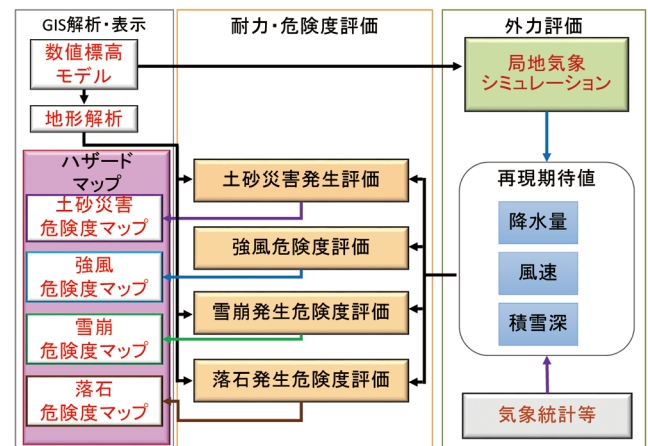 GIS解析・表示
数値標高
モデル
地形解析
ハザード
マップ
土砂災害
危険度マップ
強風
危険度マップ
雪崩
危険度マップ
落石
危険度マップ
耐力・危険度評価
土砂災害発生評価
強風危険度評価
雪崩発生危険度評価
落石発生危険度評価
外力評価
局地気象
シミュレーション
再現期待値
降水量
風速
積雪深
気象統計等